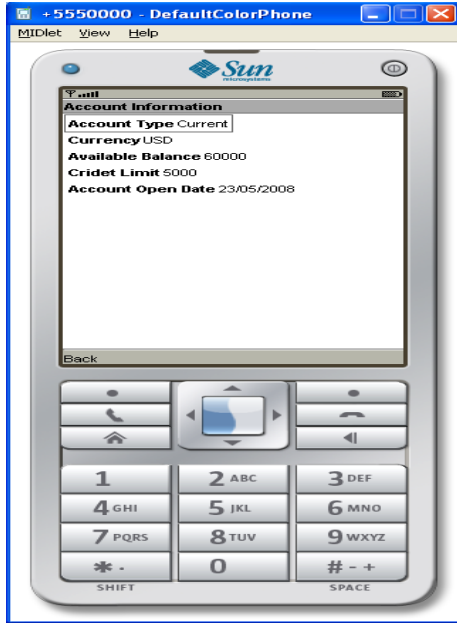 +5550000 - DefaultColorPhone
MIDlet View Help
Sun
microsystems
Account Information
Account Type Current
Currency USD
Available Balance 60000
Cridet Limit 5000
Account Open Date 23/05/2008
Back
1 2 ABC 3 DEF
4 GHI 5 JKL 6 MNO
7 PQRS 8 TUV 9 WXYZ
* . 0 # - +
SHIFT SPACE